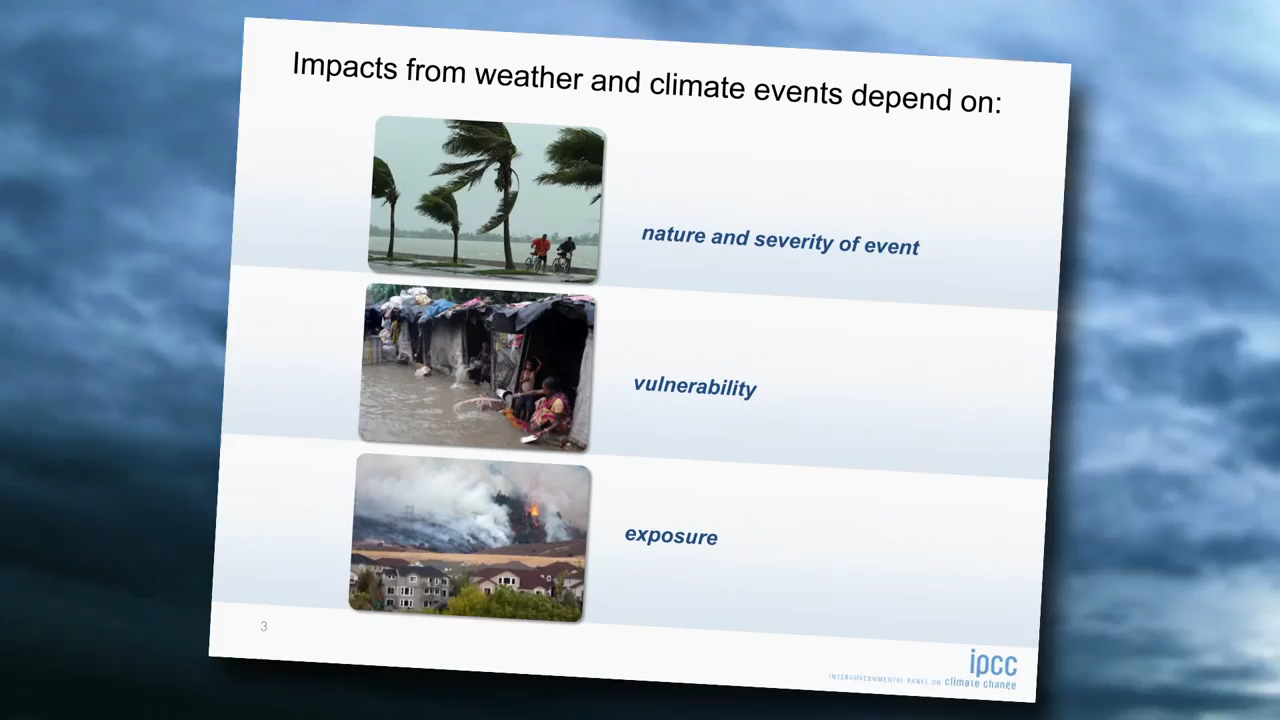 Impacts from weather and climate events depend on:
nature and severity of event
vulnerability
exposure
3
ipcc
INTERGOVERNMENTAL PANEL ON climate change